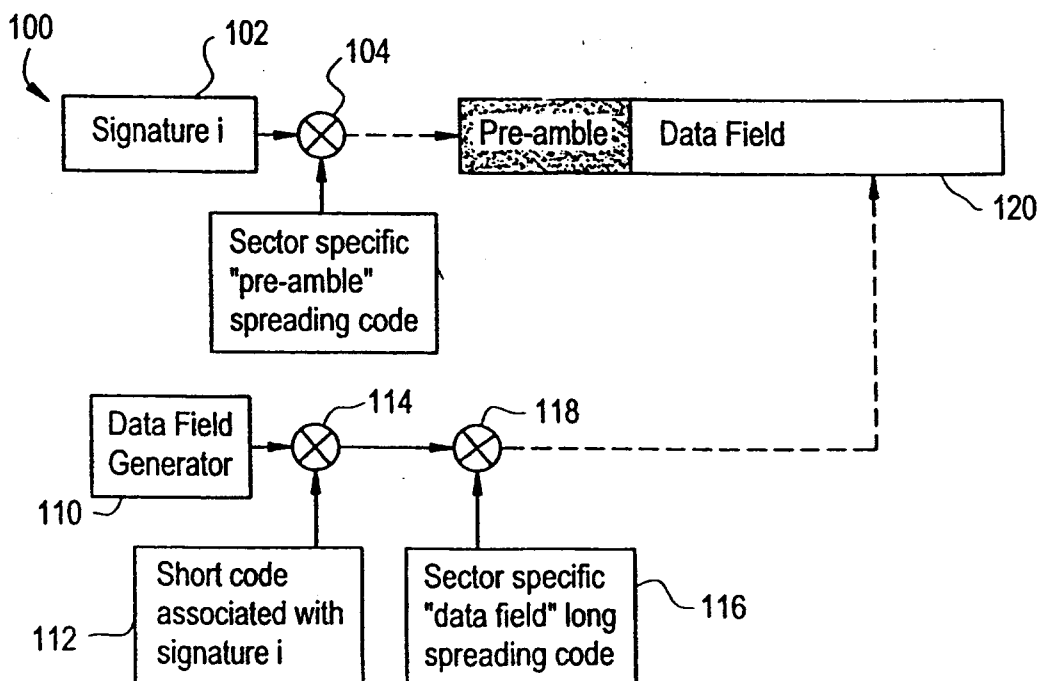 100
102
104
Signature i
Pre-amble
Data Field
120
Sector specific
"pre-amble"
spreading code
114
118
Data Field
Generator
110
Short code
associated with
signature i
112
Sector specific
"data field" long
spreading code
116